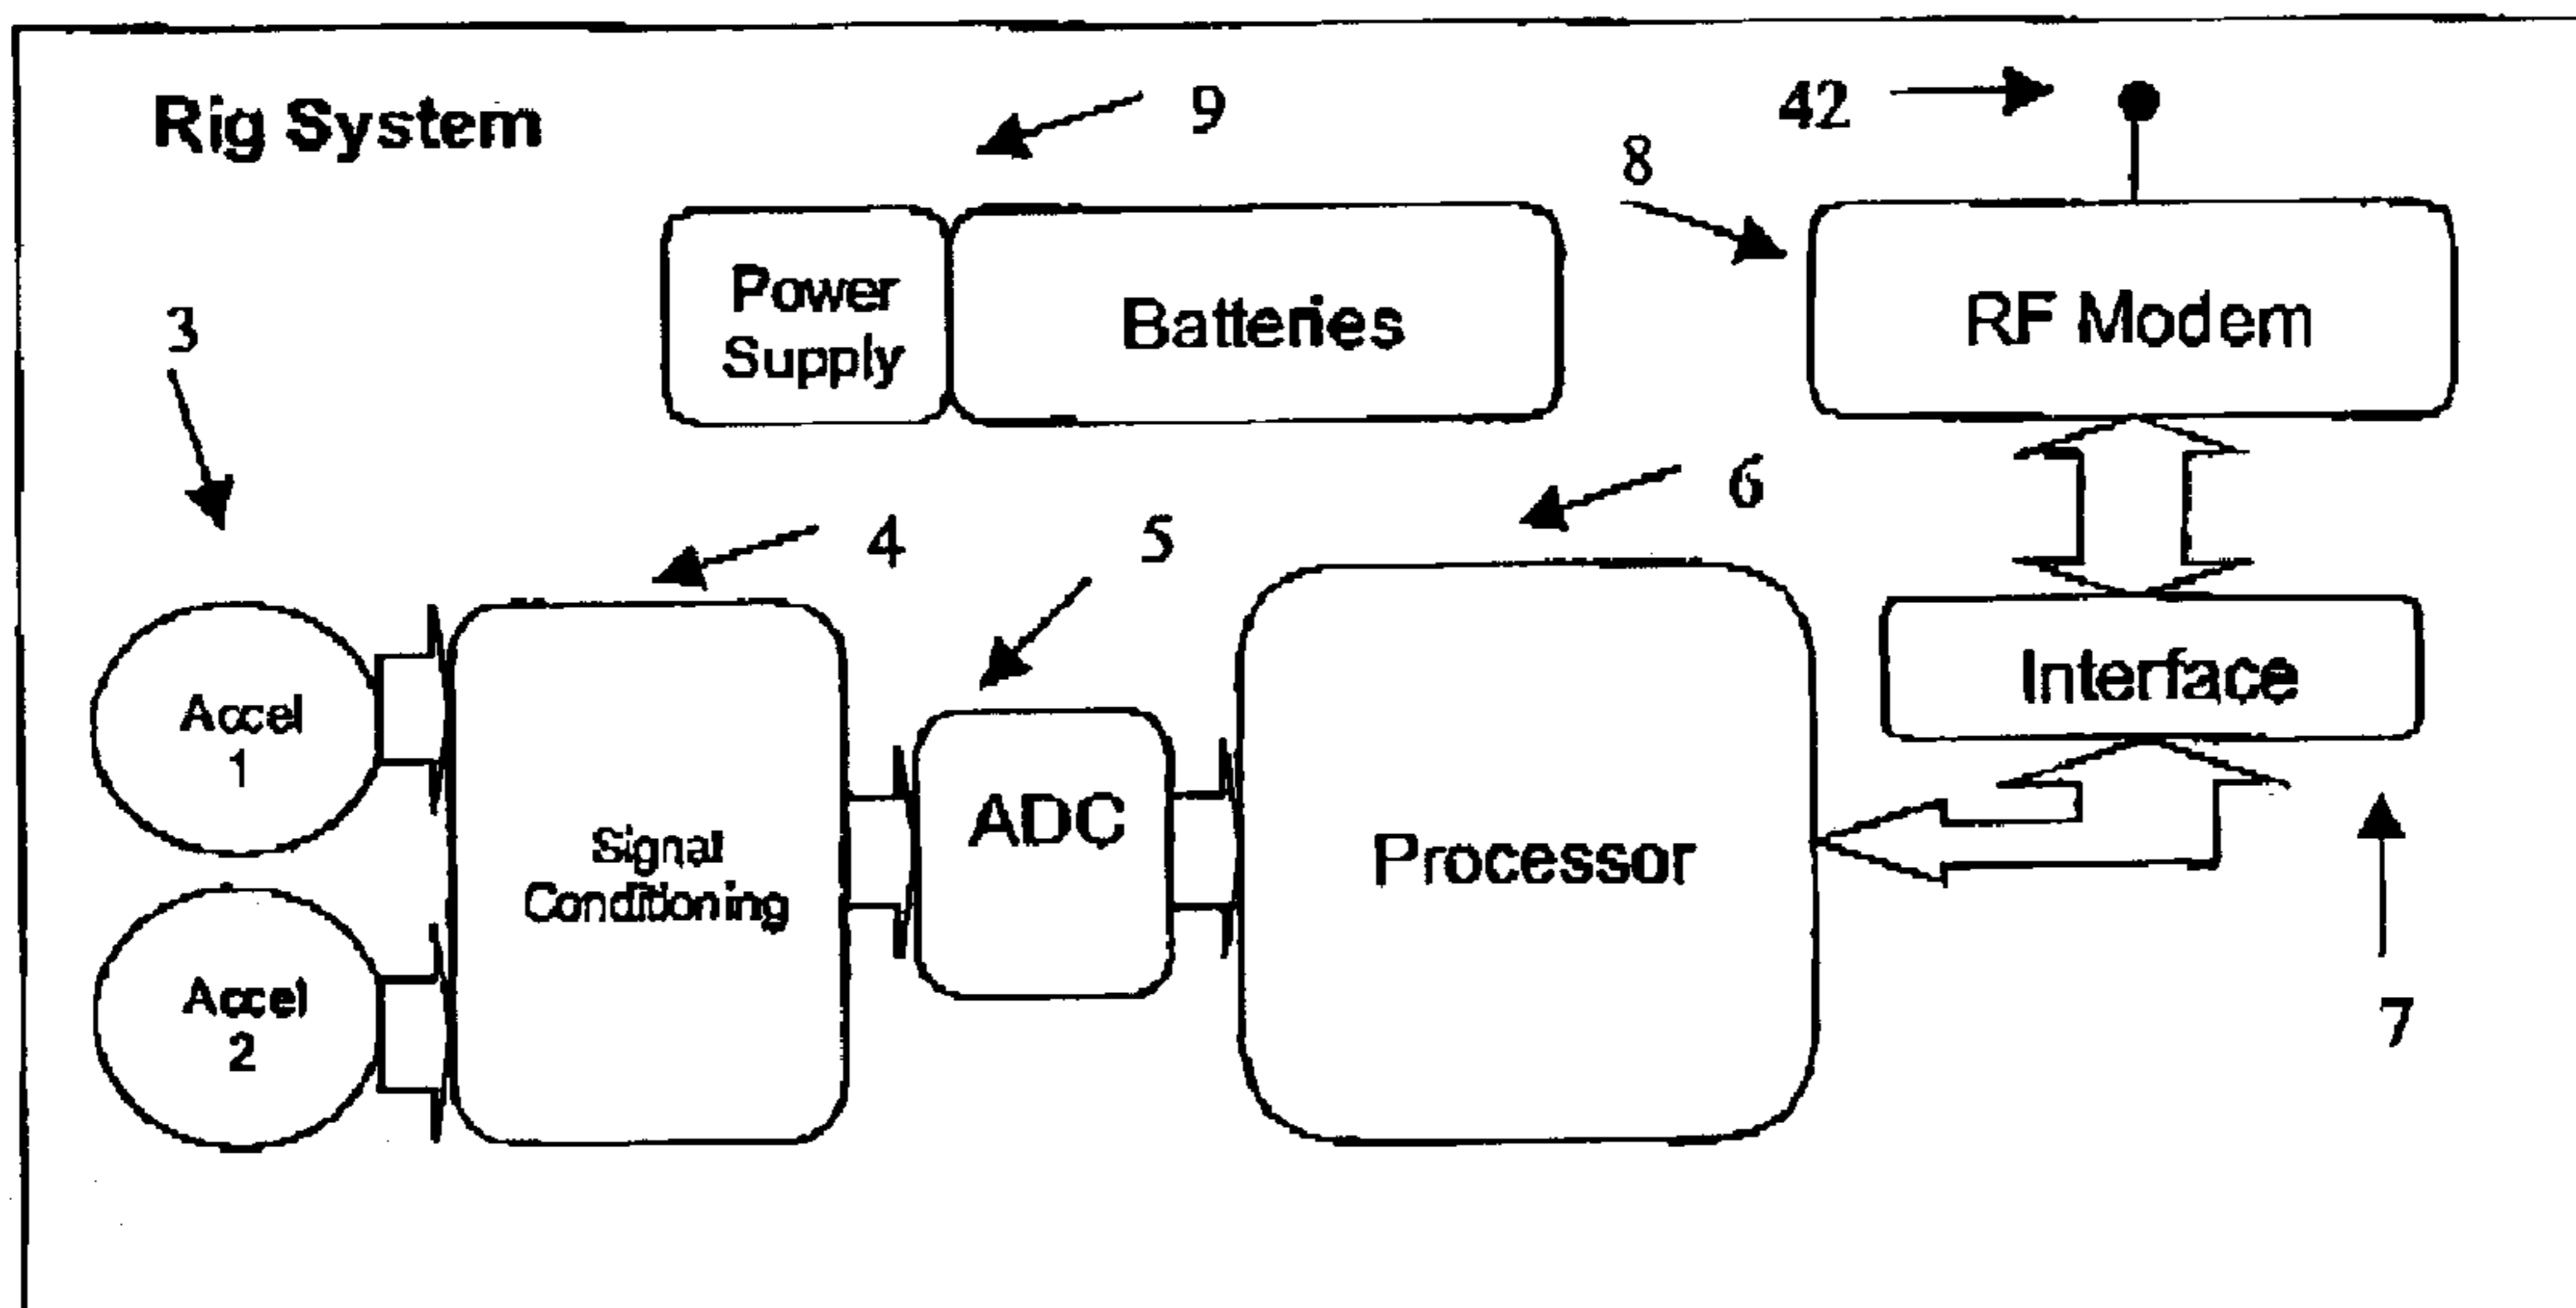 Rig System
9
42
8
Power
Supply
Batteries
RF Modem
3
6
4
5
Accel
1
Signal
Conditioning
ADC
Processor
Interface
Accel
2
7